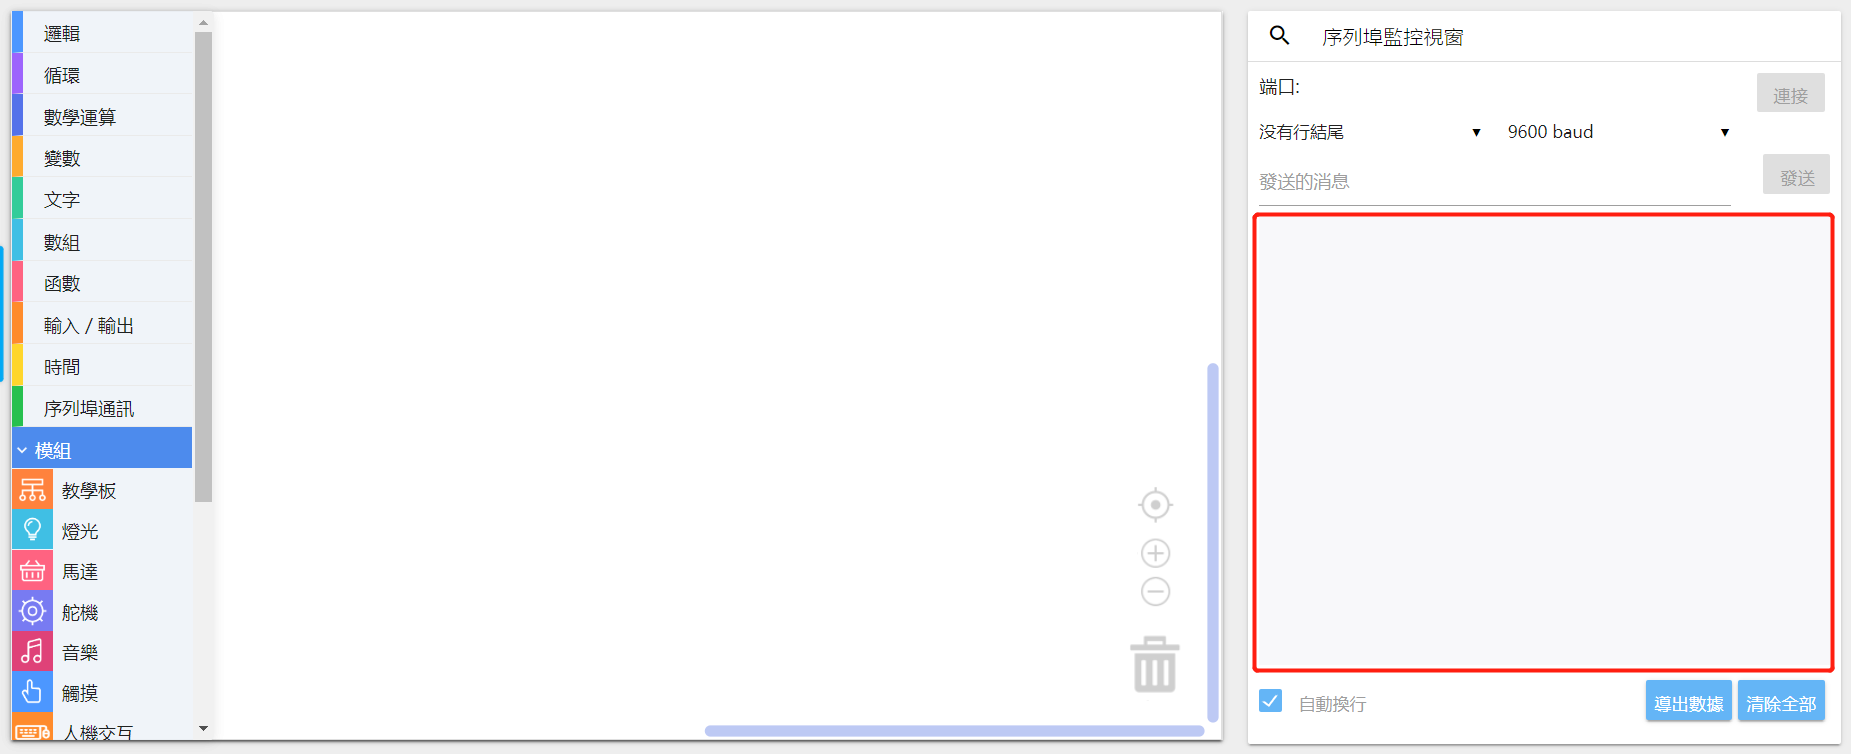 邏輯
循環
數學運算
變數
文字
數組
函數
輸入 / 輸出
時間
序列埠通訊
模組
教學板
燈光
馬達
舵機
音樂
觸摸
人機交互
序列埠監控視窗
端口:
連接
没有行結尾
9600 baud
發送的消息
發送
自動換行
導出數據
清除全部